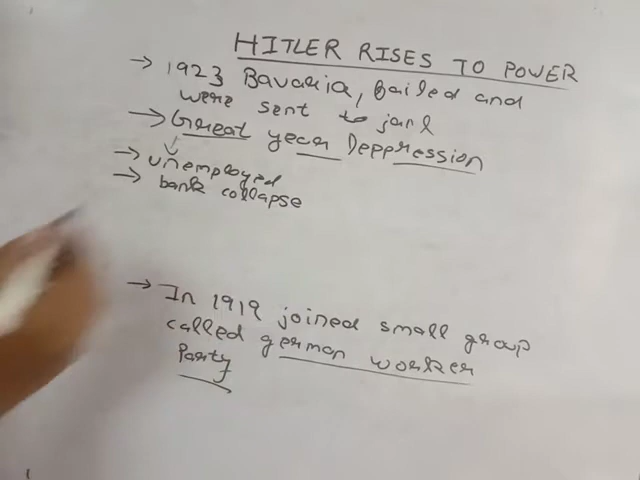 HITLER RISES TO POWER
→ 1923 Bavaria, failed and
were sent to jail
→ Great year Deppression
→ unemployed
→ bank collapse
→ In 1919 joined small group
called german worker
Party